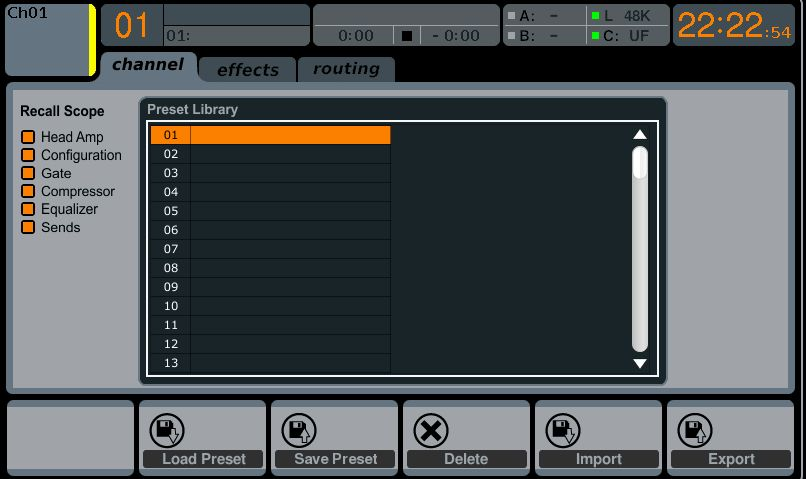 Ch01
01
01:
0:00
- 0:00
A: -
B: -
L 48K
C: UF
22:22:54
channel
effects
routing
Recall Scope
Head Amp
Configuration
Gate
Compressor
Equalizer
Sends
Preset Library
01
02
03
04
05
06
07
08
09
10
11
12
13
Load Preset
Save Preset
Delete
Import
Export